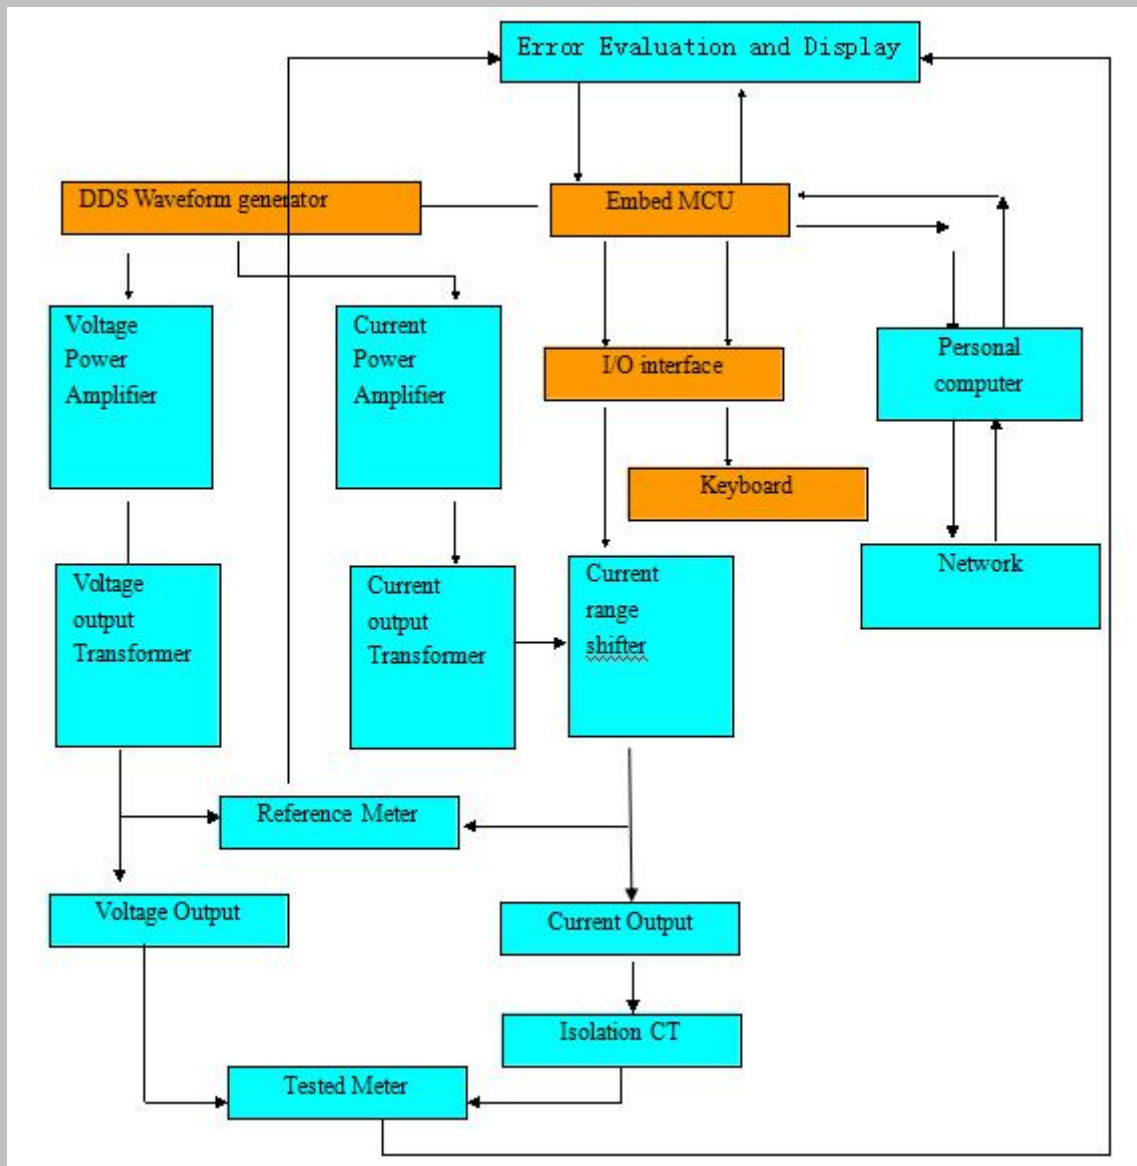 Error Evaluation and Display
DDS Waveform generator
Embed MCU
Voltage
Power
Amplifier
Current
Power
Amplifier
I/O interface
Personal
computer
Keyboard
Voltage
output
Transformer
Current
output
Transformer
Current
range
shifter
Network
Reference Meter
Voltage Output
Current Output
Isolation CT
Tested Meter